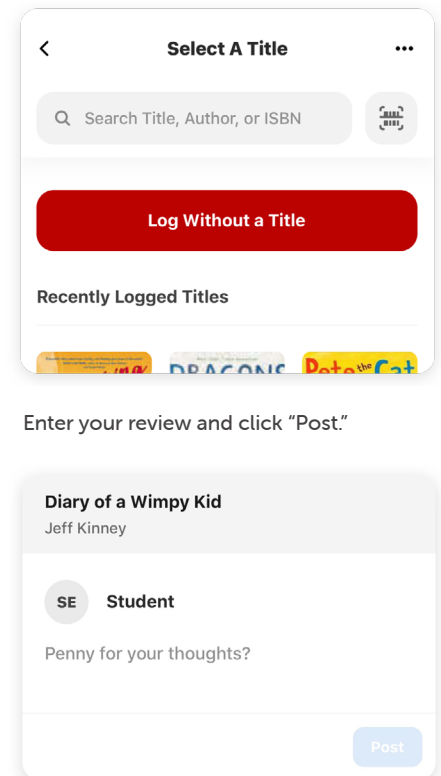 Select A Title
Search Title, Author, or ISBN
Log Without a Title
Recently Logged Titles
DRAGONS
Pete the Cat
Enter your review and click “Post.”
Diary of a Wimpy Kid
Jeff Kinney
SE
Student
Penny for your thoughts?
Post